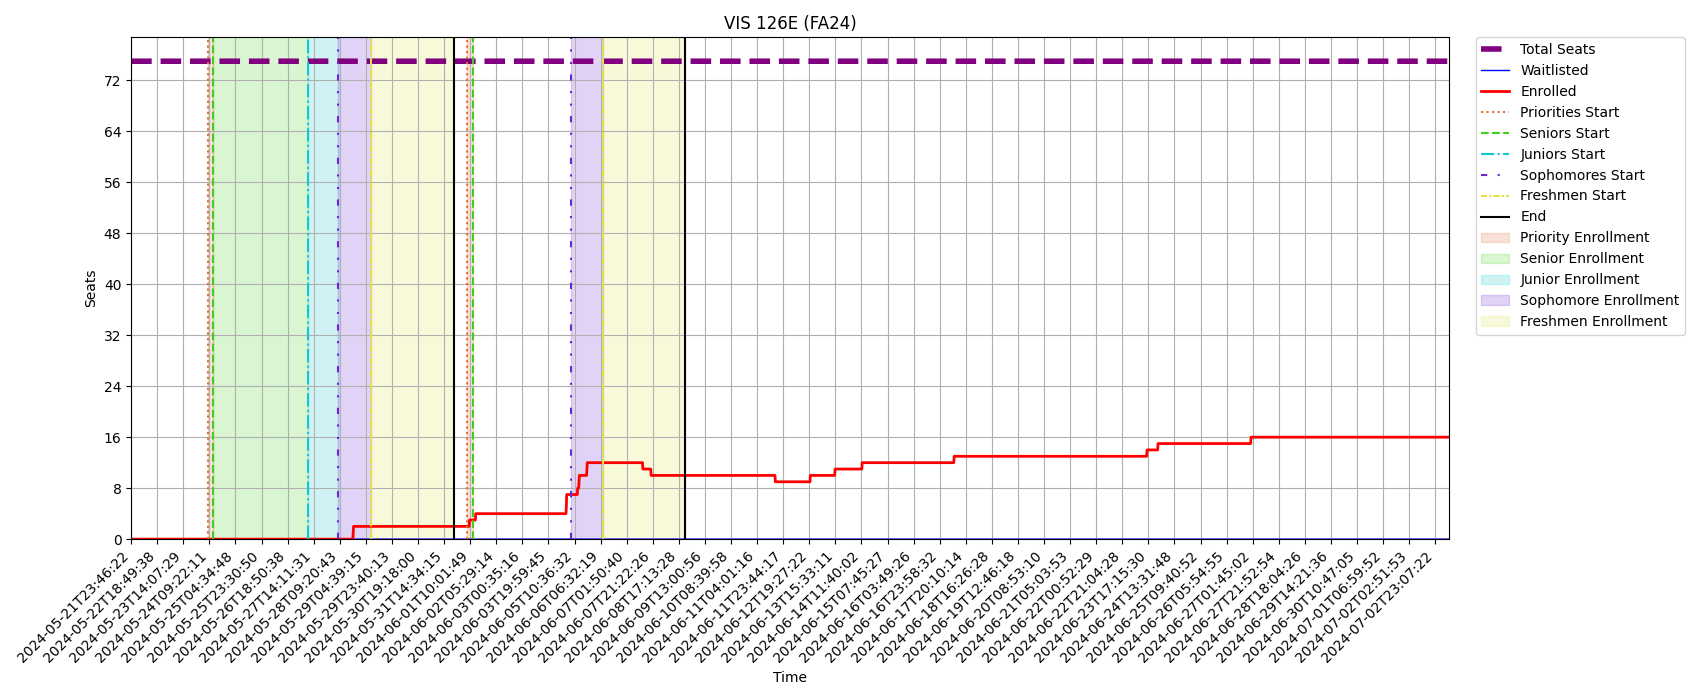 VIS 126E (FA24)
Total Seats
Waitlisted
Enrolled
Priorities Start
Seniors Start
Juniors Start
Sophomores Start
Freshmen Start
End
Priority Enrollment
Senior Enrollment
Junior Enrollment
Sophomore Enrollment
Freshmen Enrollment
Seats
72
64
56
48
40
32
24
16
8
0
2024-05-21T23:46:22
2024-05-22T18:49:38
2024-05-23T14:07:29
2024-05-24T09:22:11
2024-05-25T04:34:48
2024-05-25T23:30:50
2024-05-26T18:50:38
2024-05-27T14:11:31
2024-05-28T09:20:43
2024-05-29T04:39:15
2024-05-29T23:40:13
2024-05-30T19:18:00
2024-05-31T14:34:15
2024-06-01T10:01:49
2024-06-02T05:29:14
2024-06-03T00:35:16
2024-06-03T19:59:45
2024-06-05T10:36:32
2024-06-06T06:32:19
2024-06-07T01:50:40
2024-06-07T21:22:26
2024-06-08T17:13:28
2024-06-09T13:00:56
2024-06-10T08:39:58
2024-06-11T04:01:16
2024-06-11T23:44:17
2024-06-12T19:27:22
2024-06-13T15:33:11
2024-06-14T11:40:02
2024-06-15T07:45:27
2024-06-16T03:49:26
2024-06-16T23:58:32
2024-06-17T20:10:14
2024-06-18T16:26:28
2024-06-19T12:46:18
2024-06-20T08:53:10
2024-06-21T05:03:53
2024-06-22T00:52:29
2024-06-22T21:04:28
2024-06-23T17:15:30
2024-06-24T13:31:48
2024-06-25T09:40:52
2024-06-26T05:54:55
2024-06-27T01:45:02
2024-06-27T21:52:54
2024-06-28T18:04:26
2024-06-29T14:21:36
2024-06-30T10:47:05
2024-07-01T06:59:52
2024-07-02T02:51:53
2024-07-02T23:07:22
Time